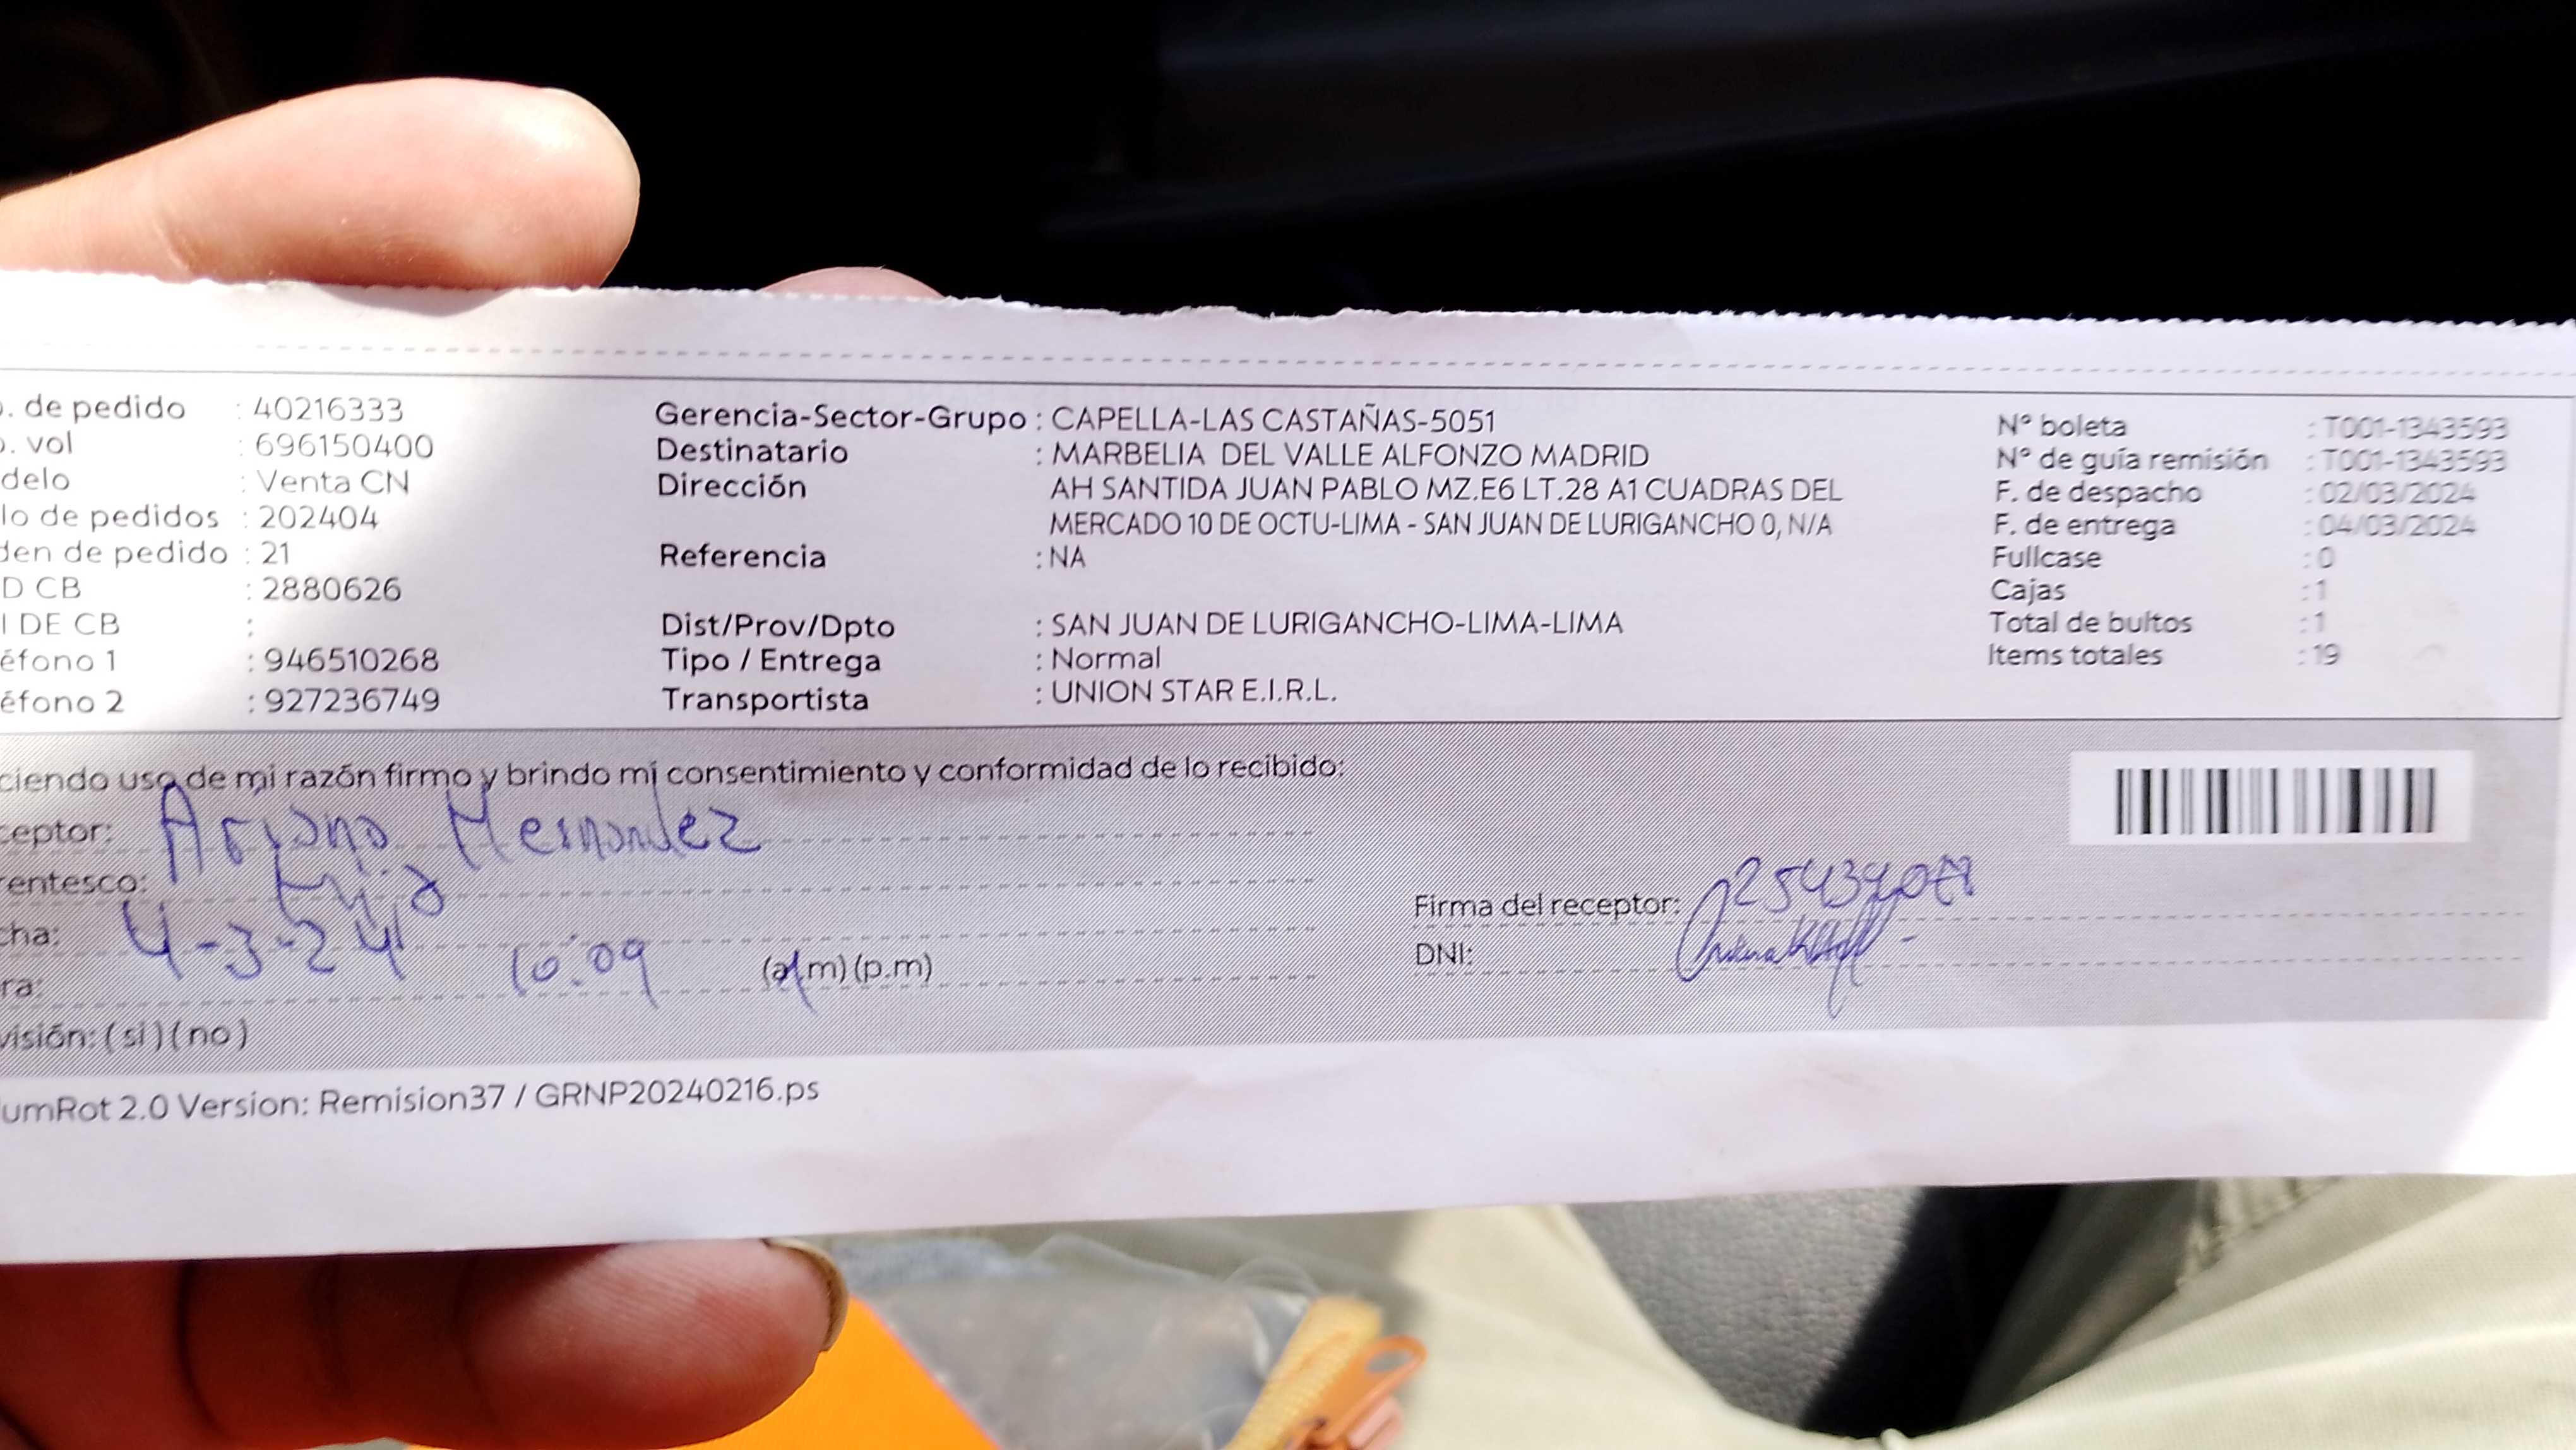 o. de pedido : 40216333
o. vol : 696150400
delo : Venta CN
lo de pedidos : 202404
den de pedido : 21
D CB : 2880626
I DE CB :
éfono 1 : 946510268
éfono 2 : 927236749
Gerencia-Sector-Grupo : CAPELLA-LAS CASTAÑAS-5051
Destinatario : MARBELIA DEL VALLE ALFONZO MADRID
Dirección AH SANTIDA JUAN PABLO MZ.E6 LT.28 A1 CUADRAS DEL
MERCADO 10 DE OCTU-LIMA - SAN JUAN DE LURIGANCHO 0, N/A
Referencia : NA
Dist/Prov/Dpto : SAN JUAN DE LURIGANCHO-LIMA-LIMA
Tipo / Entrega : Normal
Transportista : UNION STAR E.I.R.L.
N° boleta : T001-1343593
N° de guía remisión : T001-1343593
F. de despacho : 02/03/2024
F. de entrega : 04/03/2024
Fullcase : 0
Cajas : 1
Total de bultos : 1
Items totales : 19
ciendo uso de mi razón firmo y brindo mi consentimiento y conformidad de lo recibido:
ceptor: Ariana Hernandez
rentesco: Hija
cha: 4-3-24
ra: 10:09 (a.m) (p.m)
visión: ( si ) ( no )
Firma del receptor:
DNI:
umRot 2.0 Version: Remision37 / GRNP20240216.ps